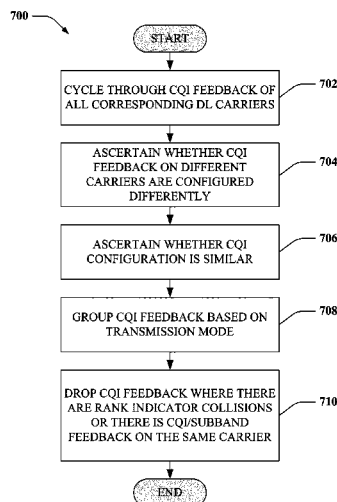 700
START
CYCLE THROUGH CQI FEEDBACK OF
ALL CORRESPONDING DL CARRIERS
702
ASCERTAIN WHETHER CQI
FEEDBACK ON DIFFERENT
CARRIERS ARE CONFIGURED
DIFFERENTLY
704
ASCERTAIN WHETHER CQI
CONFIGURATION IS SIMILAR
706
GROUP CQI FEEDBACK BASED ON
TRANSMISSION MODE
708
DROP CQI FEEDBACK WHERE THERE
ARE RANK INDICATOR COLLISIONS
OR THERE IS CQI/SUBBAND
FEEDBACK ON THE SAME CARRIER
710
END